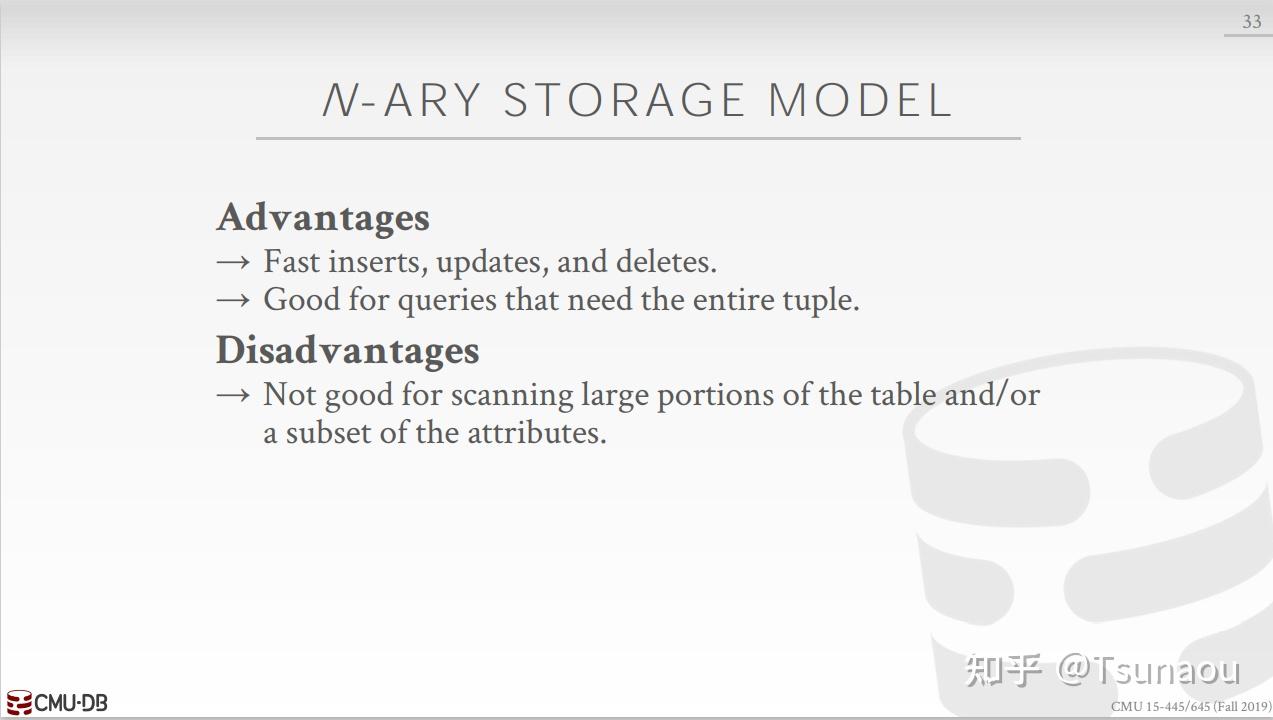 33
N-ARY STORAGE MODEL
Advantages
→ Fast inserts, updates, and deletes.
→ Good for queries that need the entire tuple.
Disadvantages
→ Not good for scanning large portions of the table and/or
a subset of the attributes.
知乎 @Tsunaou
CMU·DB
CMU 15-445/645 (Fall 2019)